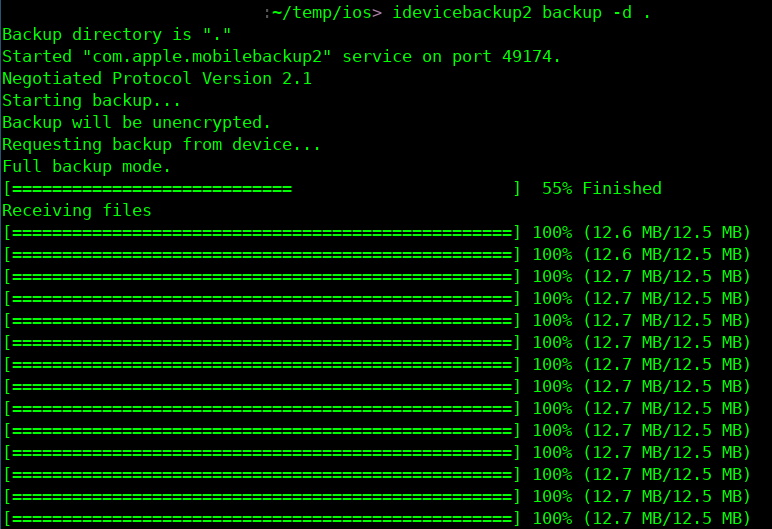 :~/temp/ios> idevicebackup2 backup -d .
Backup directory is "."
Started "com.apple.mobilebackup2" service on port 49174.
Negotiated Protocol Version 2.1
Starting backup...
Backup will be unencrypted.
Requesting backup from device...
Full backup mode.
[============================                      ]  55% Finished
Receiving files
[==================================================] 100% (12.6 MB/12.5 MB)
[==================================================] 100% (12.6 MB/12.5 MB)
[==================================================] 100% (12.7 MB/12.5 MB)
[==================================================] 100% (12.7 MB/12.5 MB)
[==================================================] 100% (12.7 MB/12.5 MB)
[==================================================] 100% (12.7 MB/12.5 MB)
[==================================================] 100% (12.7 MB/12.5 MB)
[==================================================] 100% (12.7 MB/12.5 MB)
[==================================================] 100% (12.7 MB/12.5 MB)
[==================================================] 100% (12.7 MB/12.5 MB)
[==================================================] 100% (12.7 MB/12.5 MB)
[==================================================] 100% (12.7 MB/12.5 MB)
[==================================================] 100% (12.7 MB/12.5 MB)
[==================================================] 100% (12.7 MB/12.5 MB)